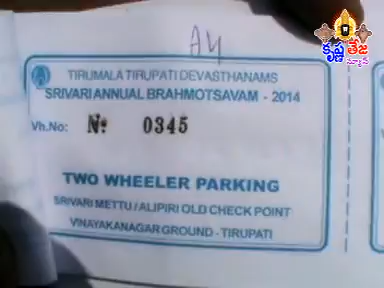 A4
కృష్ణ తేజ
న్యూస్
TIRUMALA TIRUPATI DEVASTHANAMS
SRIVARI ANNUAL BRAHMOTSAVAM - 2014
Vh.No: № 0345
TWO WHEELER PARKING
SRIVARI METTU / ALIPIRI OLD CHECK POINT
VINAYAKANAGAR GROUND - TIRUPATI